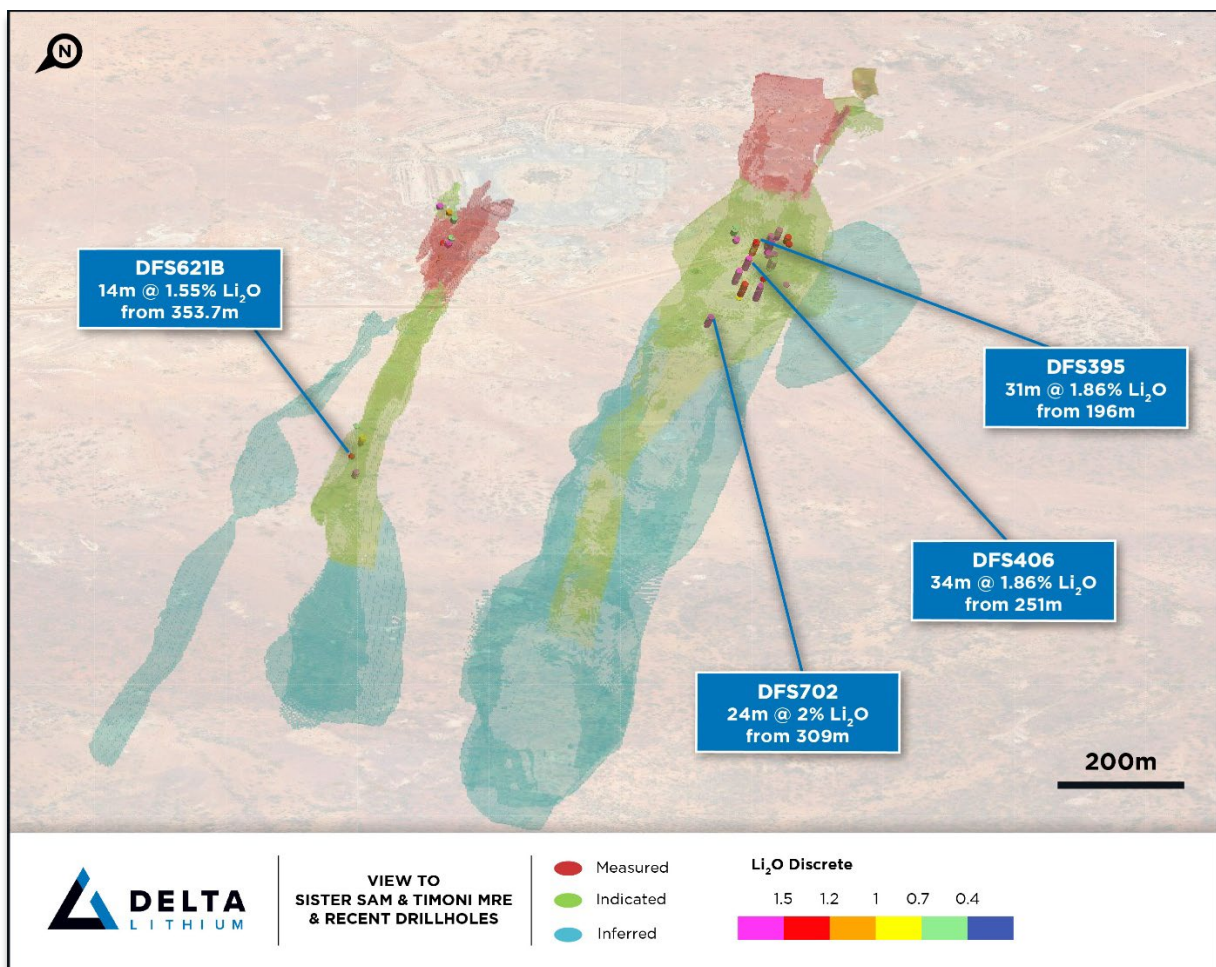 N
DFS621B
14m @ 1.55% Li₂O
from 353.7m
DFS395
31m @ 1.86% Li₂O
from 196m
DFS406
34m @ 1.86% Li₂O
from 251m
DFS702
24m @ 2% Li₂O
from 309m
200m
DELTA
LITHIUM
VIEW TO
SISTER SAM & TIMONI MRE
& RECENT DRILLHOLES
Measured
Indicated
Inferred
Li₂O Discrete
1.5 1.2 1 0.7 0.4